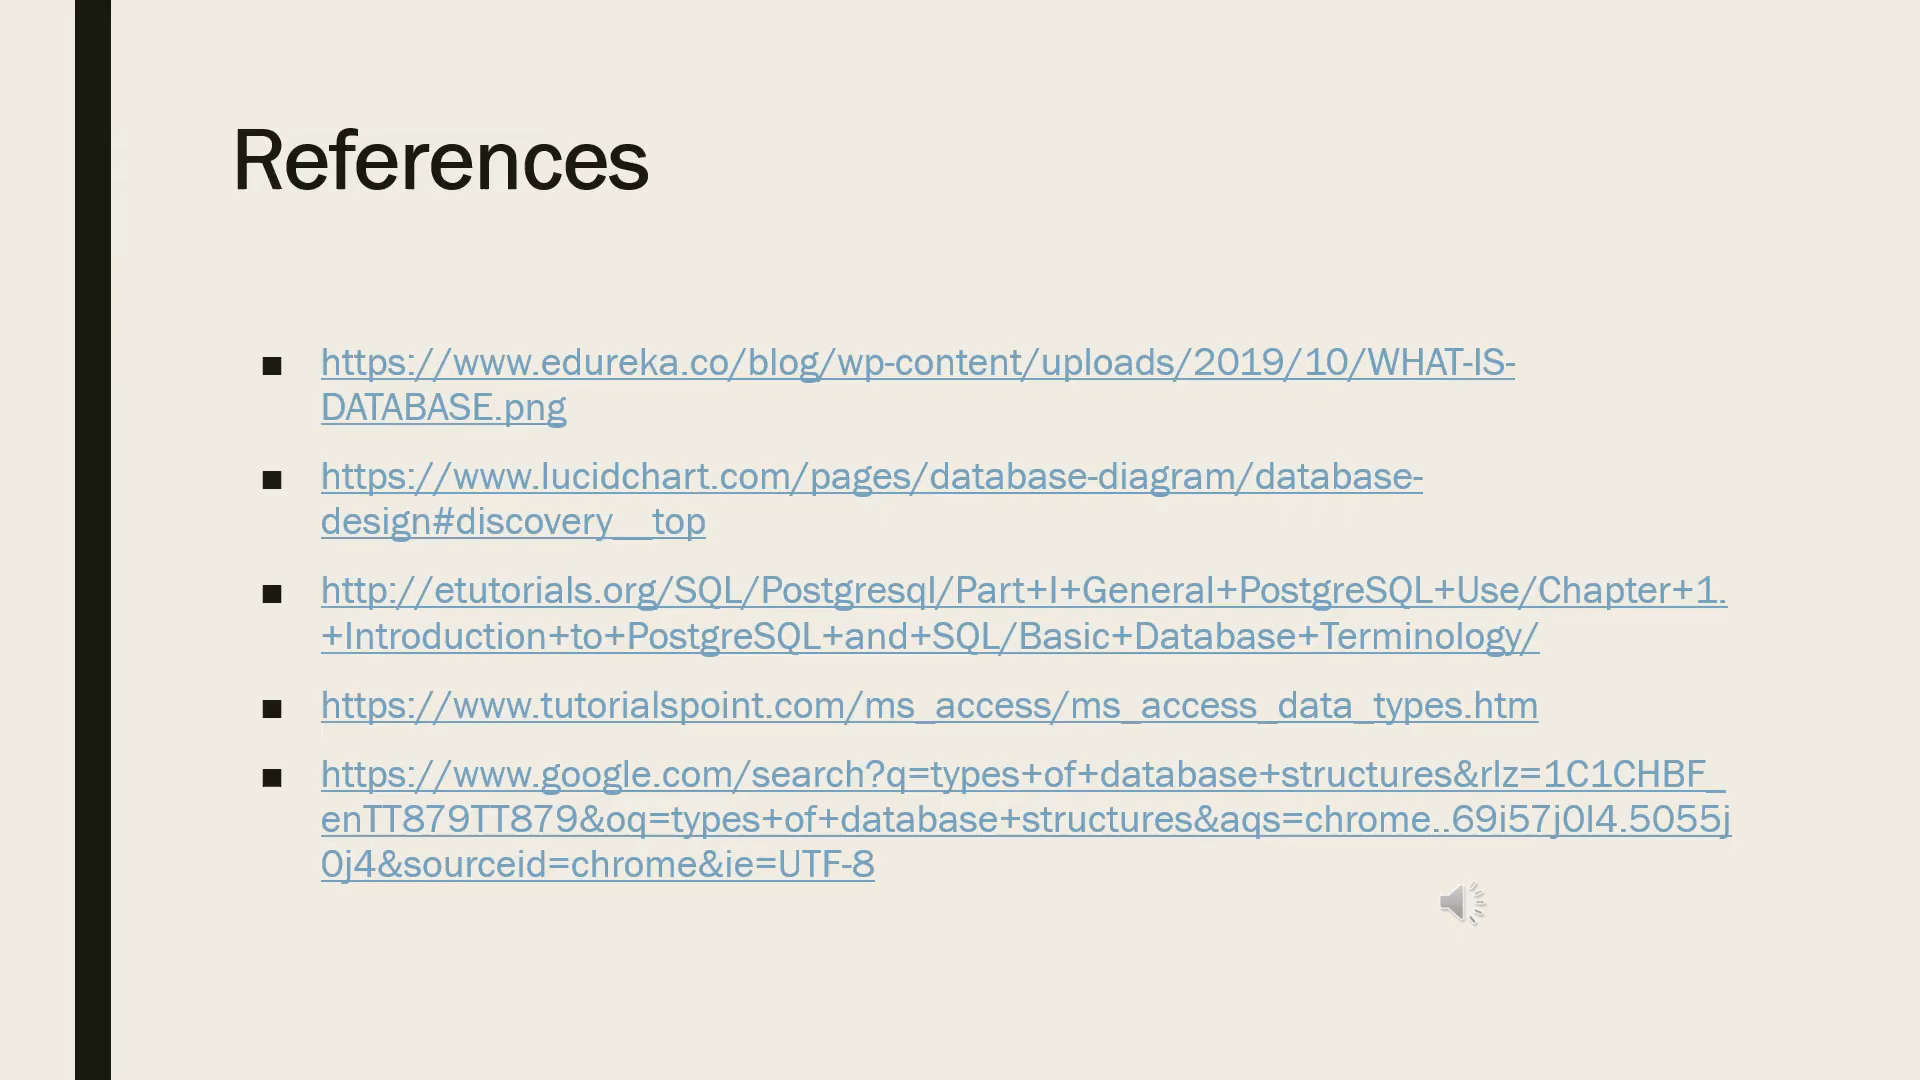 References
https://www.edureka.co/blog/wp-content/uploads/2019/10/WHAT-IS-
DATABASE.png
https://www.lucidchart.com/pages/database-diagram/database-
design#discovery__top
http://etutorials.org/SQL/Postgresql/Part+I+General+PostgreSQL+Use/Chapter+1.
+Introduction+to+PostgreSQL+and+SQL/Basic+Database+Terminology/
https://www.tutorialspoint.com/ms_access/ms_access_data_types.htm
https://www.google.com/search?q=types+of+database+structures&rlz=1C1CHBF_
enTT879TT879&oq=types+of+database+structures&aqs=chrome..69i57j0l4.5055j
0j4&sourceid=chrome&ie=UTF-8